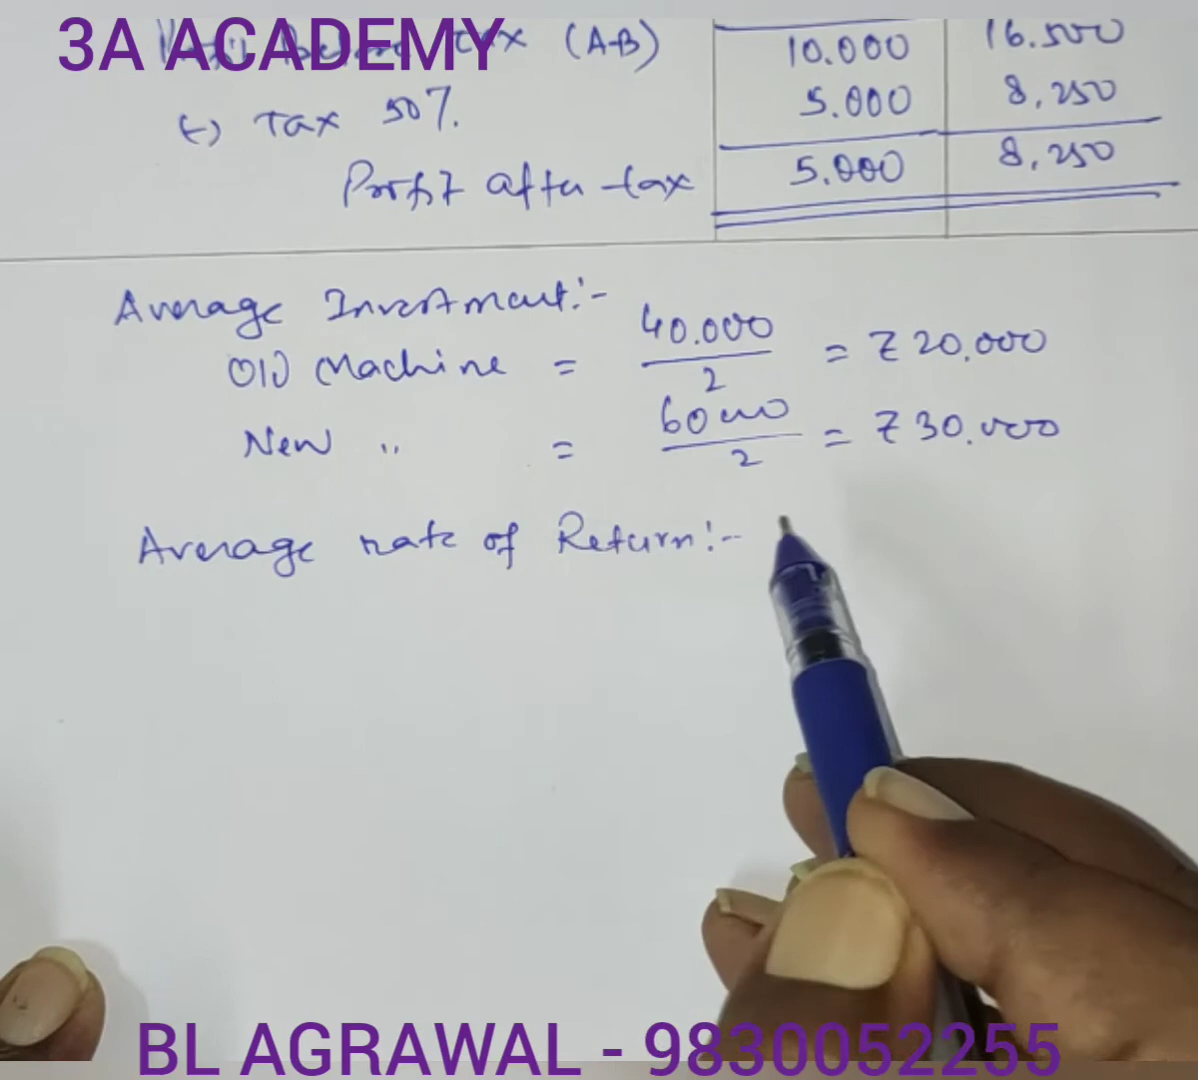 3A ACADEMY
tax (A-B) 10.000 16.500
(-) Tax 50%. 5.000 8,250
Profit after tax 5.000 8,250
Average Investment:-
Old Machine = 40.000 / 2 = ₹ 20,000
New ,, = 60000 / 2 = ₹ 30.000
Average rate of Return:-
BL AGRAWAL - 9830052255